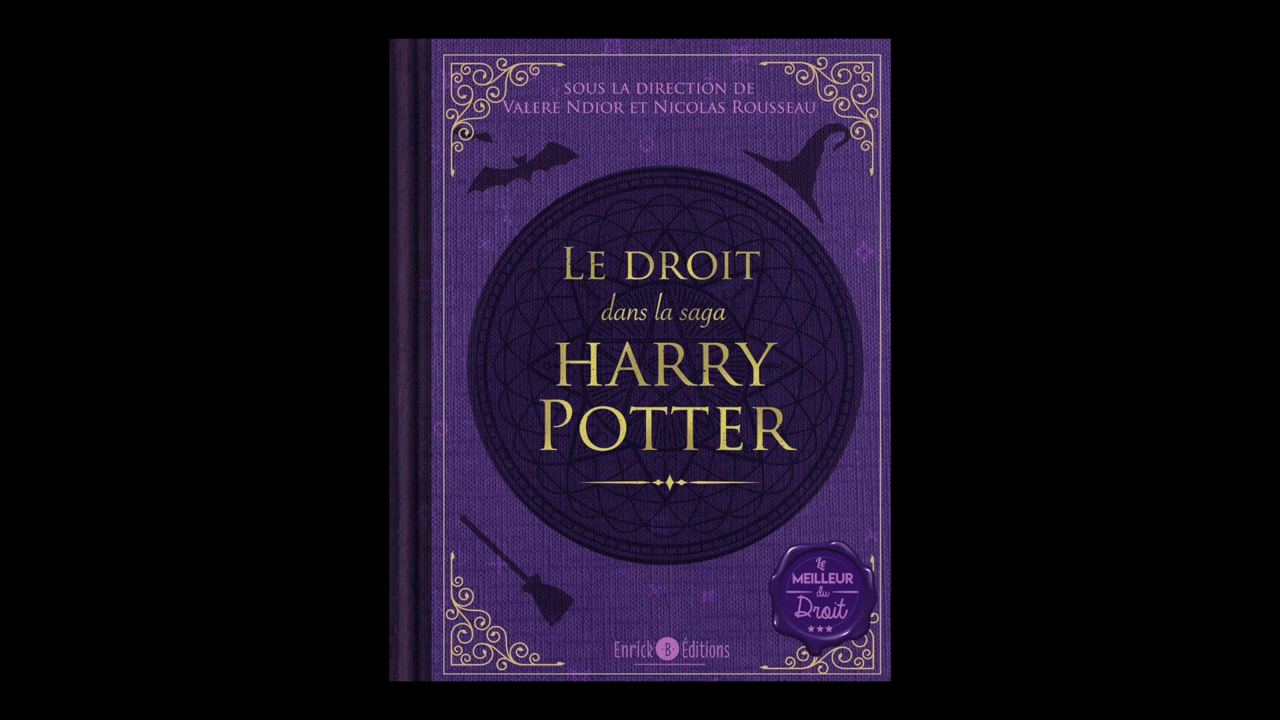 SOUS LA DIRECTION DE
VALERE NDIOR ET NICOLAS ROUSSEAU
LE DROIT
dans la saga
HARRY
POTTER
Le
MEILLEUR
du
Droit
Enrick ·B· Éditions